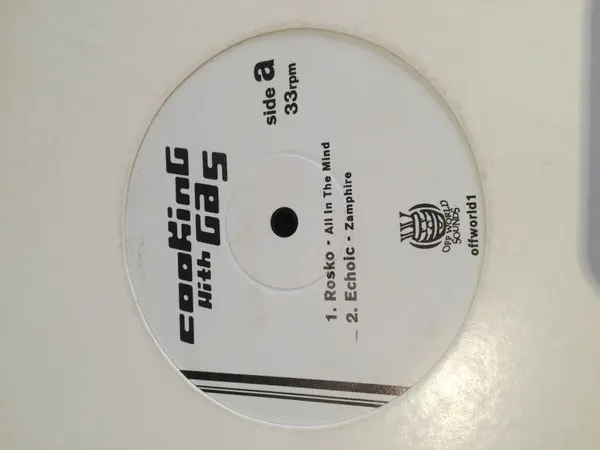 cooKinG
With Gas
side a
33rpm
1. Rosko - All In The Mind
2. Echoic - Zamphire
OFFWORLD
SOUNDS
offworld1